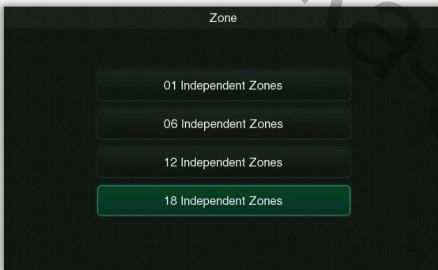 Zone
01 Independent Zones
06 Independent Zones
12 Independent Zones
18 Independent Zones